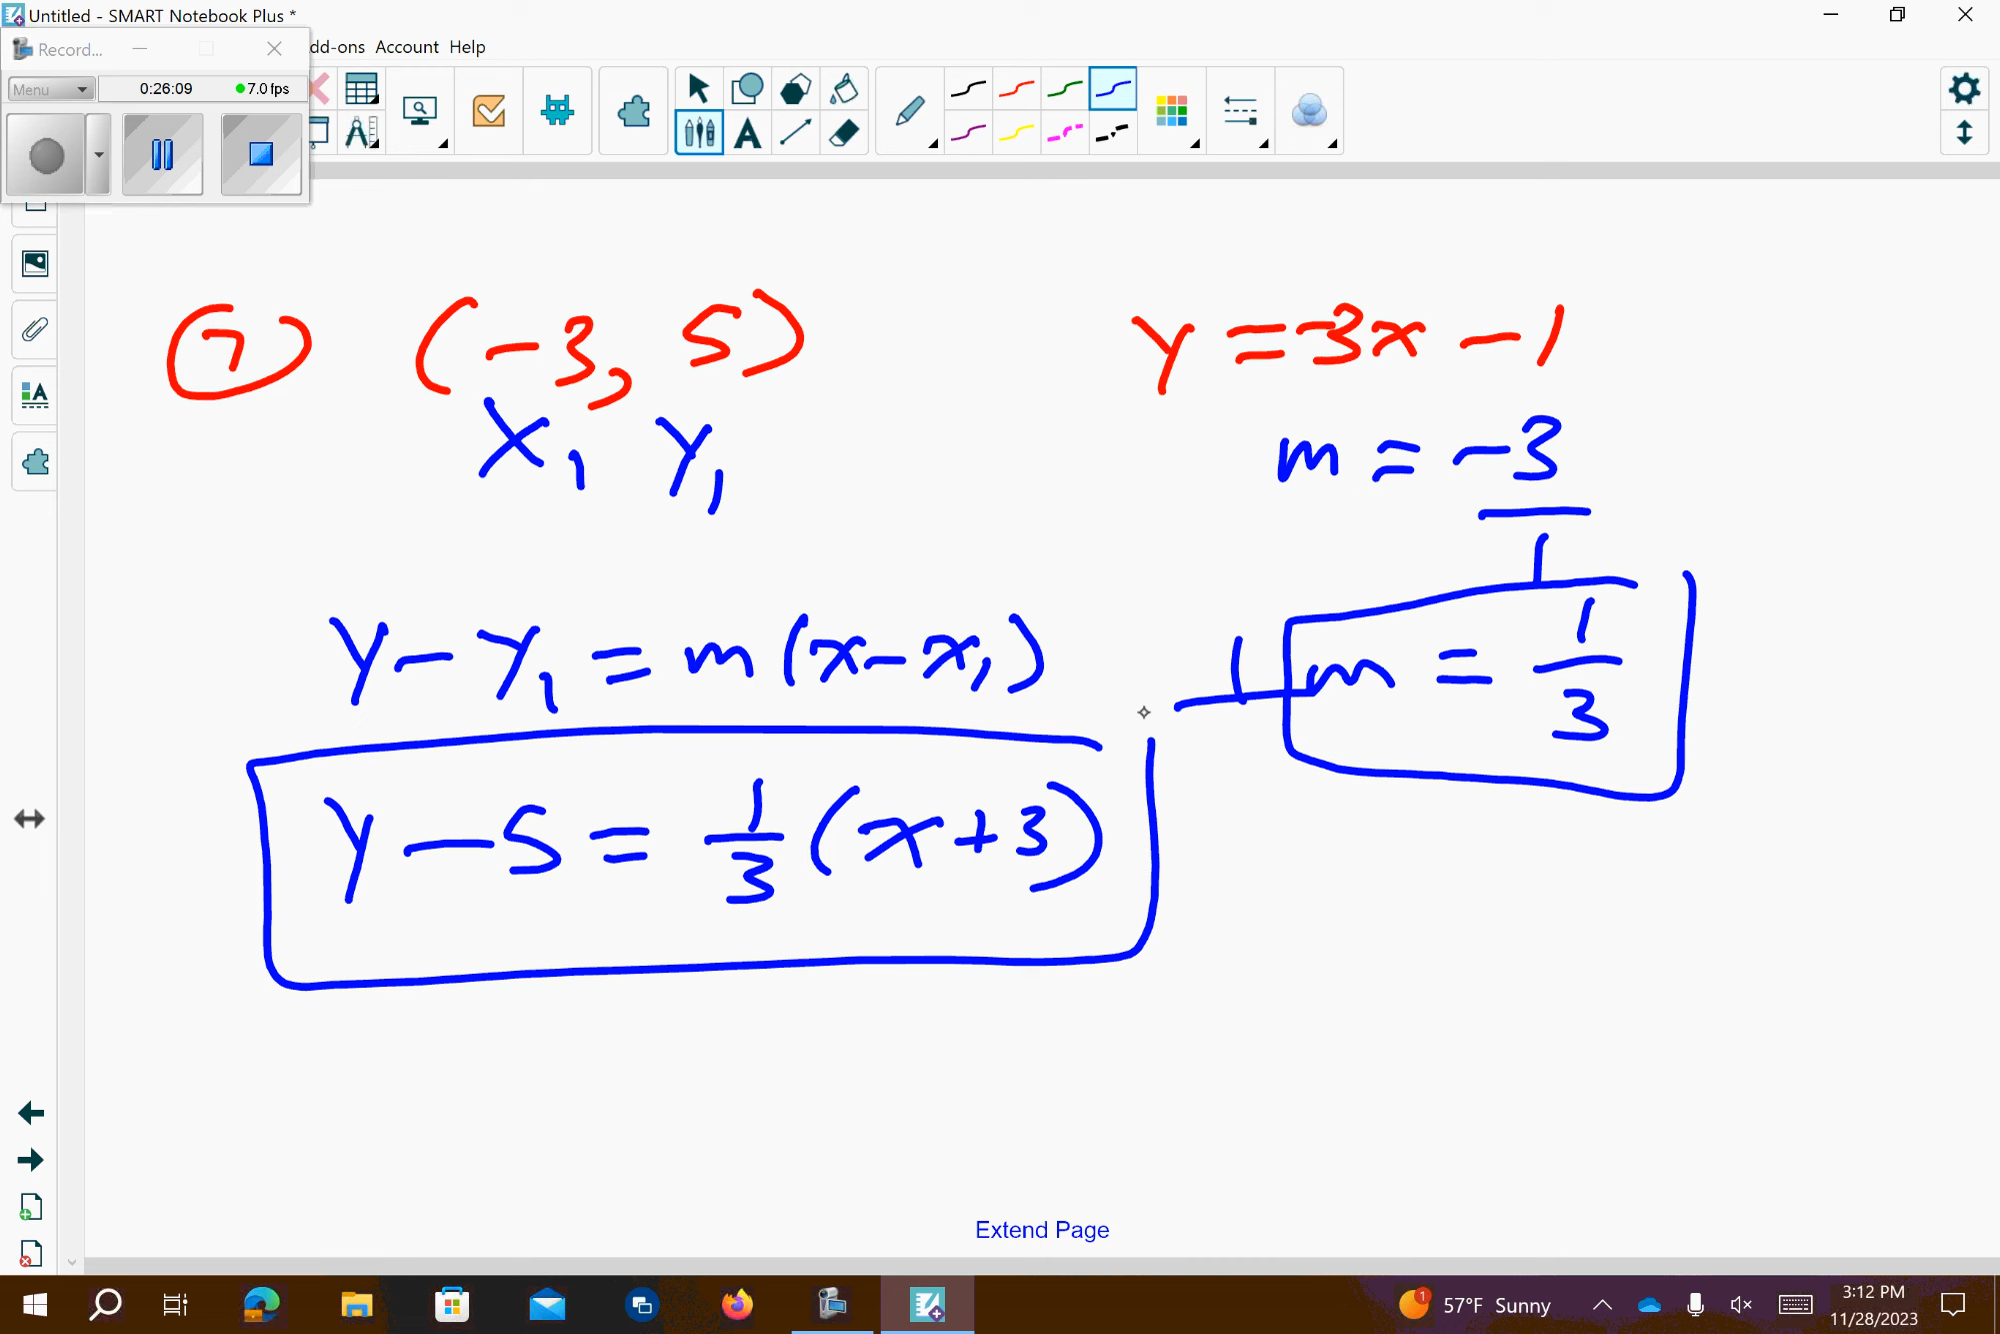 Untitled - SMART Notebook Plus *
Record...
dd-ons Account Help
Menu 0:26:09 7.0 fps
⑦ (-3, 5) y = -3x - 1
x₁ y₁ m = -3/1
y - y₁ = m(x - x₁) ⊥ m = 1/3
y - 5 = 1/3 (x + 3)
Extend Page
1 57°F Sunny 3:12 PM
11/28/2023